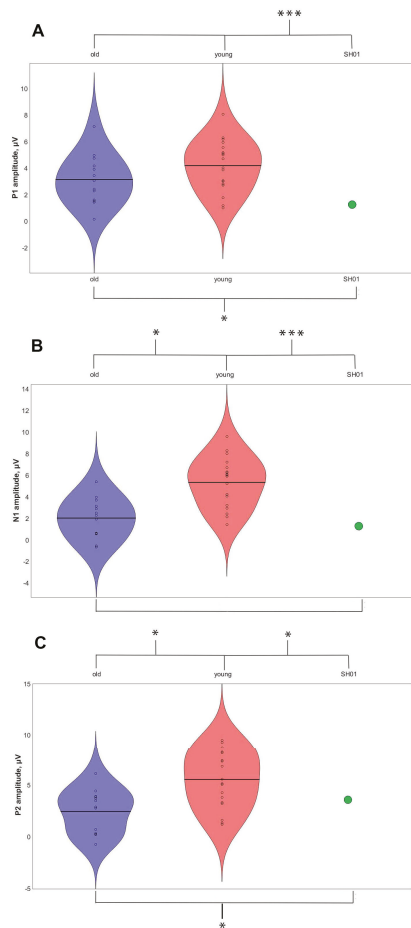 A
***
old young SH01
P1 amplitude, µV
10
8
6
4
2
0
-2
old young SH01
*
B
* ***
old young SH01
N1 amplitude, µV
14
12
10
8
6
4
2
0
-2
-4
C
* *
old young SH01
P2 amplitude, µV
15
10
5
0
-5
*